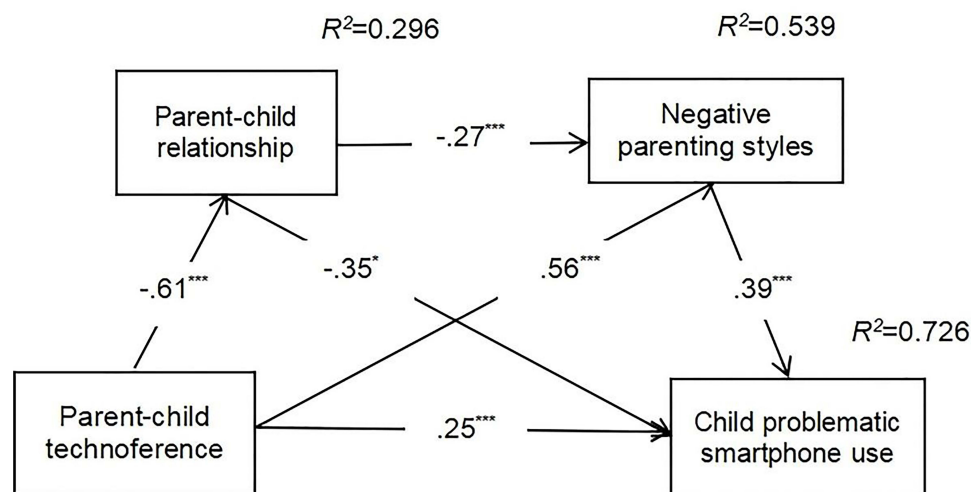 R²=0.296
R²=0.539
Parent-child
relationship
-.27***
Negative
parenting styles
-.61***
-.35*
.56***
.39***
R²=0.726
Parent-child
technoference
.25***
Child problematic
smartphone use